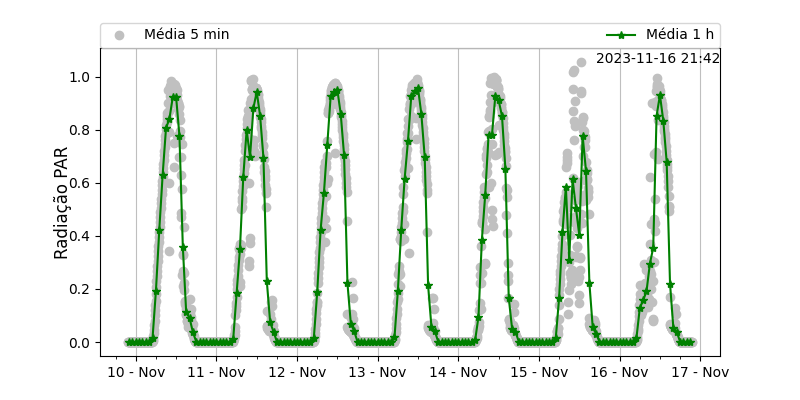 Média 5 min
Média 1 h
2023-11-16 21:42
Radiação PAR
1.0
0.8
0.6
0.4
0.2
0.0
10 - Nov
11 - Nov
12 - Nov
13 - Nov
14 - Nov
15 - Nov
16 - Nov
17 - Nov